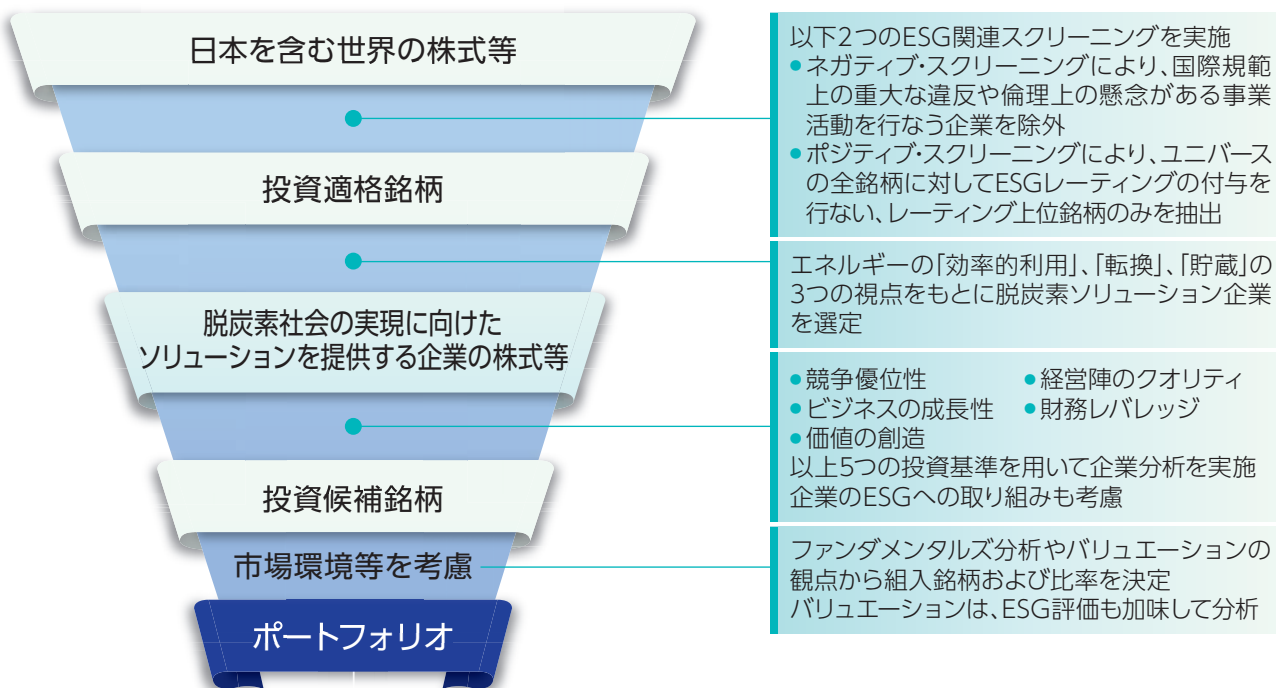 日本を含む世界の株式等
以下2つのESG関連スクリーニングを実施
●ネガティブ・スクリーニングにより、国際規範
上の重大な違反や倫理上の懸念がある事業
活動を行なう企業を除外
●ポジティブ・スクリーニングにより、ユニバース
の全銘柄に対してESGレーティングの付与を
行ない、レーティング上位銘柄のみを抽出
投資適格銘柄
エネルギーの「効率的利用」、「転換」、「貯蔵」の
3つの視点をもとに脱炭素ソリューション企業
を選定
脱炭素社会の実現に向けた
ソリューションを提供する企業の株式等
●競争優位性 ●経営陣のクオリティ
●ビジネスの成長性 ●財務レバレッジ
●価値の創造
以上5つの投資基準を用いて企業分析を実施
企業のESGへの取り組みも考慮
投資候補銘柄
市場環境等を考慮
ファンダメンタルズ分析やバリュエーションの
観点から組入銘柄および比率を決定
バリュエーションは、ESG評価も加味して分析
ポートフォリオ